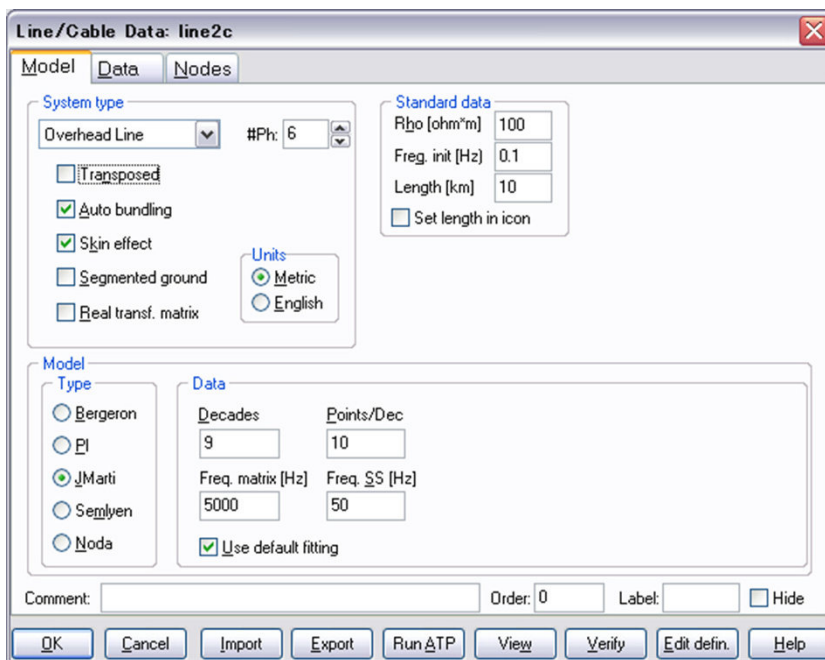 Line/Cable Data: line2c
Model Data Nodes
System type
Overhead Line #Ph: 6
Transposed
Auto bundling
Skin effect
Segmented ground
Real transf. matrix
Units
Metric
English
Standard data
Rho [ohm*m] 100
Freq. init [Hz] 0.1
Length [km] 10
Set length in icon
Model
Type
Bergeron
PI
JMarti
Semlyen
Noda
Data
Decades Points/Dec
9 10
Freq. matrix [Hz] Freq. SS [Hz]
5000 50
Use default fitting
Comment: Order: 0 Label: Hide
OK Cancel Import Export Run ATP View Verify Edit defin. Help